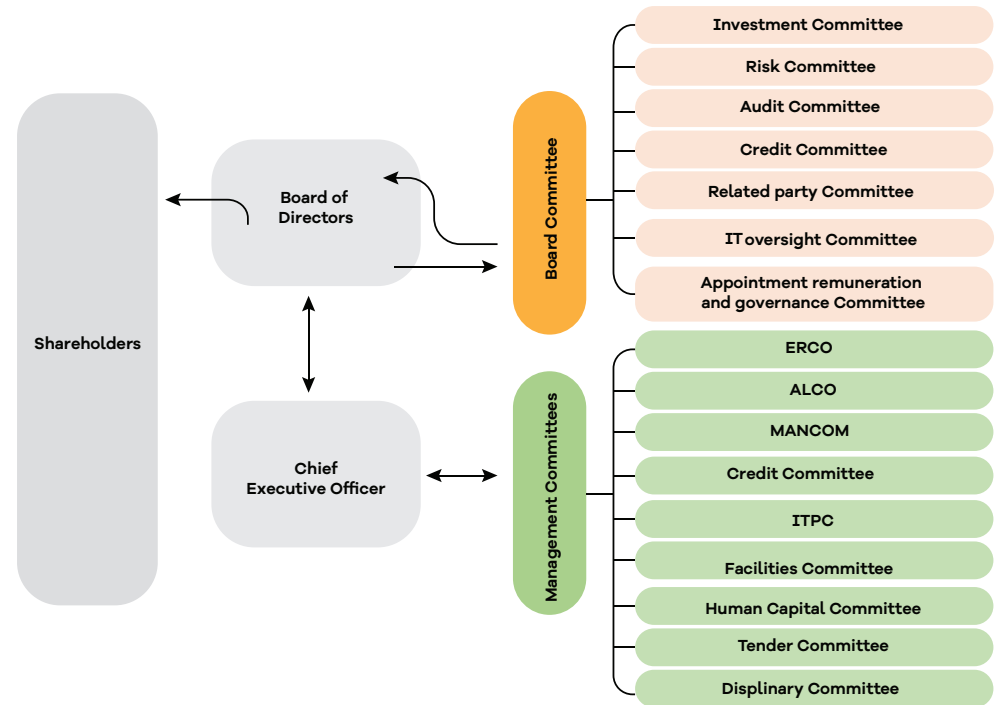 Shareholders
Board of
Directors
Chief
Executive Officer
Board Committee
Investment Committee
Risk Committee
Audit Committee
Credit Committee
Related party Committee
IT oversight Committee
Appointment remuneration
and governance Committee
Management Committees
ERCO
ALCO
MANCOM
Credit Committee
ITPC
Facilities Committee
Human Capital Committee
Tender Committee
Displinary Committee